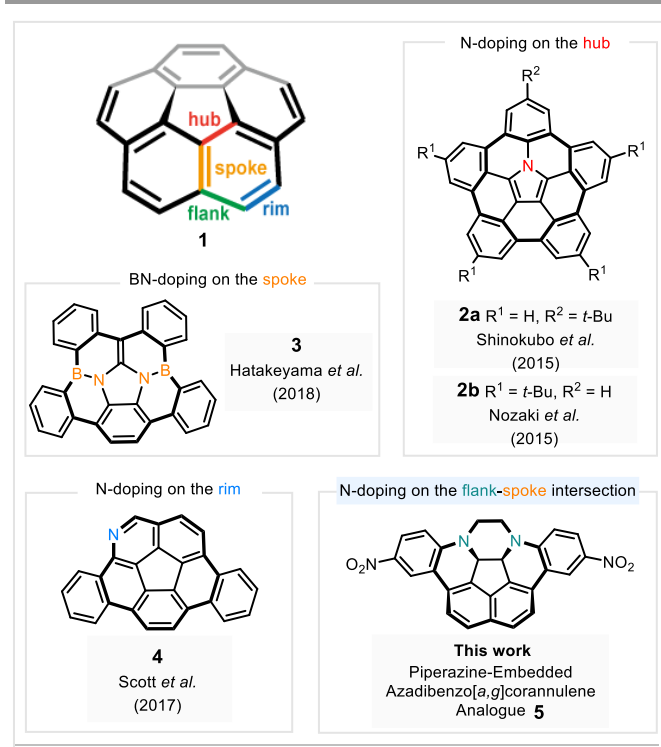 hub
spoke
flank
rim
1
N-doping on the hub
R²
R¹
R¹
N
R¹
R¹
2a R¹ = H, R² = t-Bu
Shinokubo et al.
(2015)
2b R¹ = t-Bu, R² = H
Nozaki et al.
(2015)
BN-doping on the spoke
B N N B
3
Hatakeyama et al.
(2018)
N-doping on the rim
N
4
Scott et al.
(2017)
N-doping on the flank-spoke intersection
N N
O₂N NO₂
This work
Piperazine-Embedded
Azadibenzo[a,g]corannulene
Analogue 5